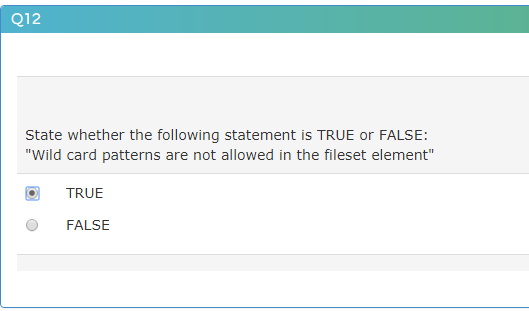 Q12
State whether the following statement is TRUE or FALSE:
"Wild card patterns are not allowed in the fileset element"
TRUE
FALSE